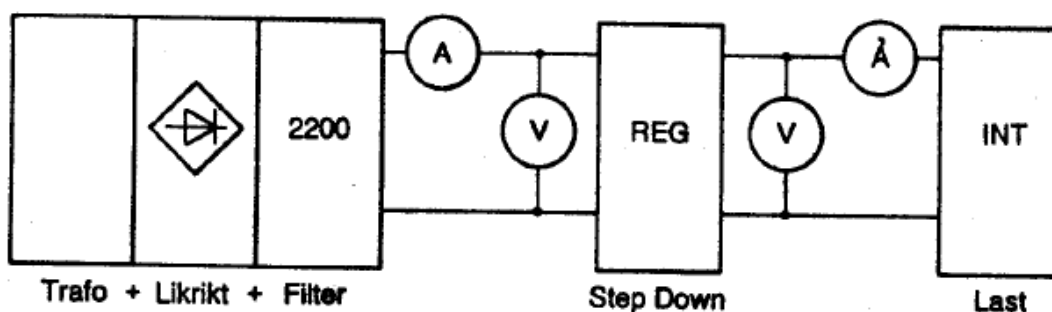 A
Å
2200
V
REG
V
INT
Trafo + Likrikt + Filter
Step Down
Last